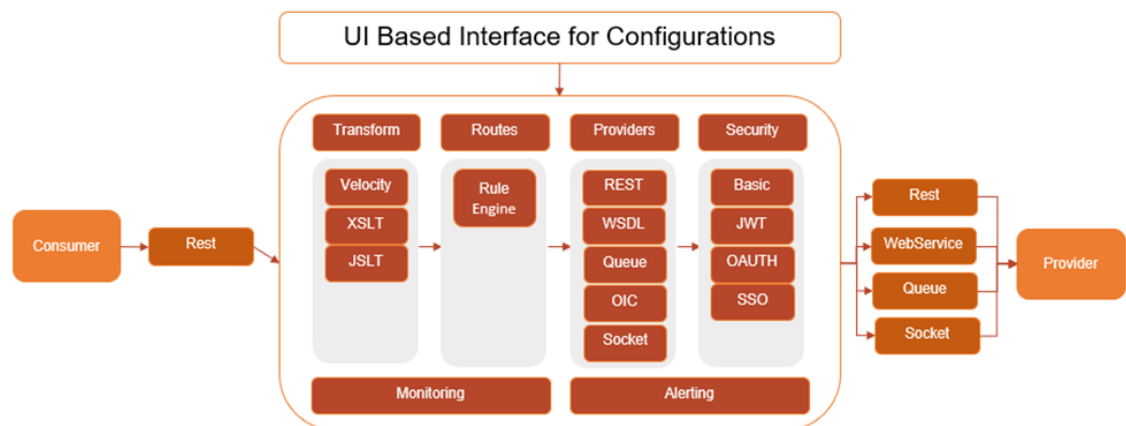 UI Based Interface for Configurations
Transform
Routes
Providers
Security
Velocity
XSLT
JSLT
Rule
Engine
REST
WSDL
Queue
OIC
Socket
Basic
JWT
OAUTH
SSO
Monitoring
Alerting
Consumer
Rest
Rest
WebService
Queue
Socket
Provider